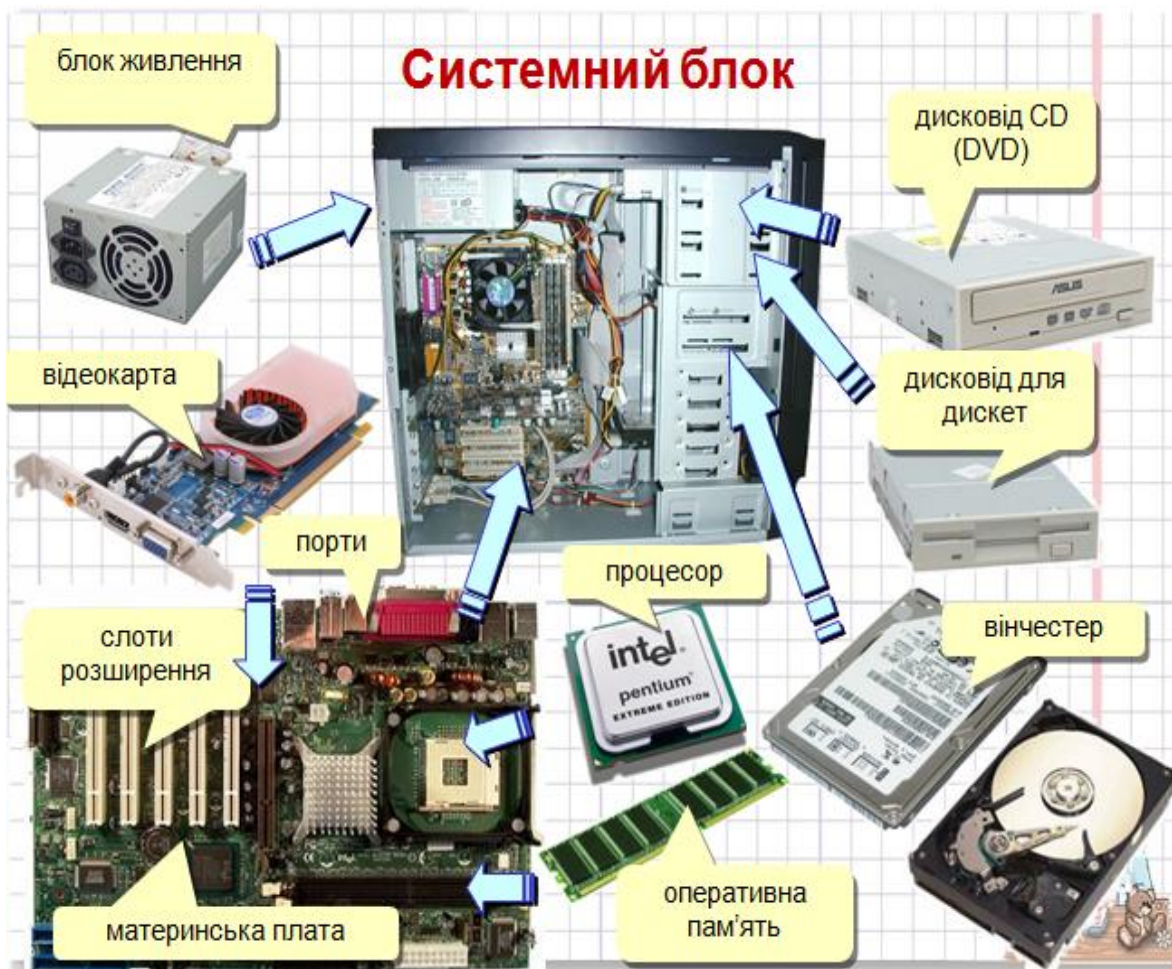 Системний блок
блок живлення
дисковід CD
(DVD)
ASUS
відеокарта
дисковід для
дискет
порти
процесор
слоти
розширення
intel
pentium
EXTREME EDITION
вінчестер
оперативна
пам'ять
материнська плата